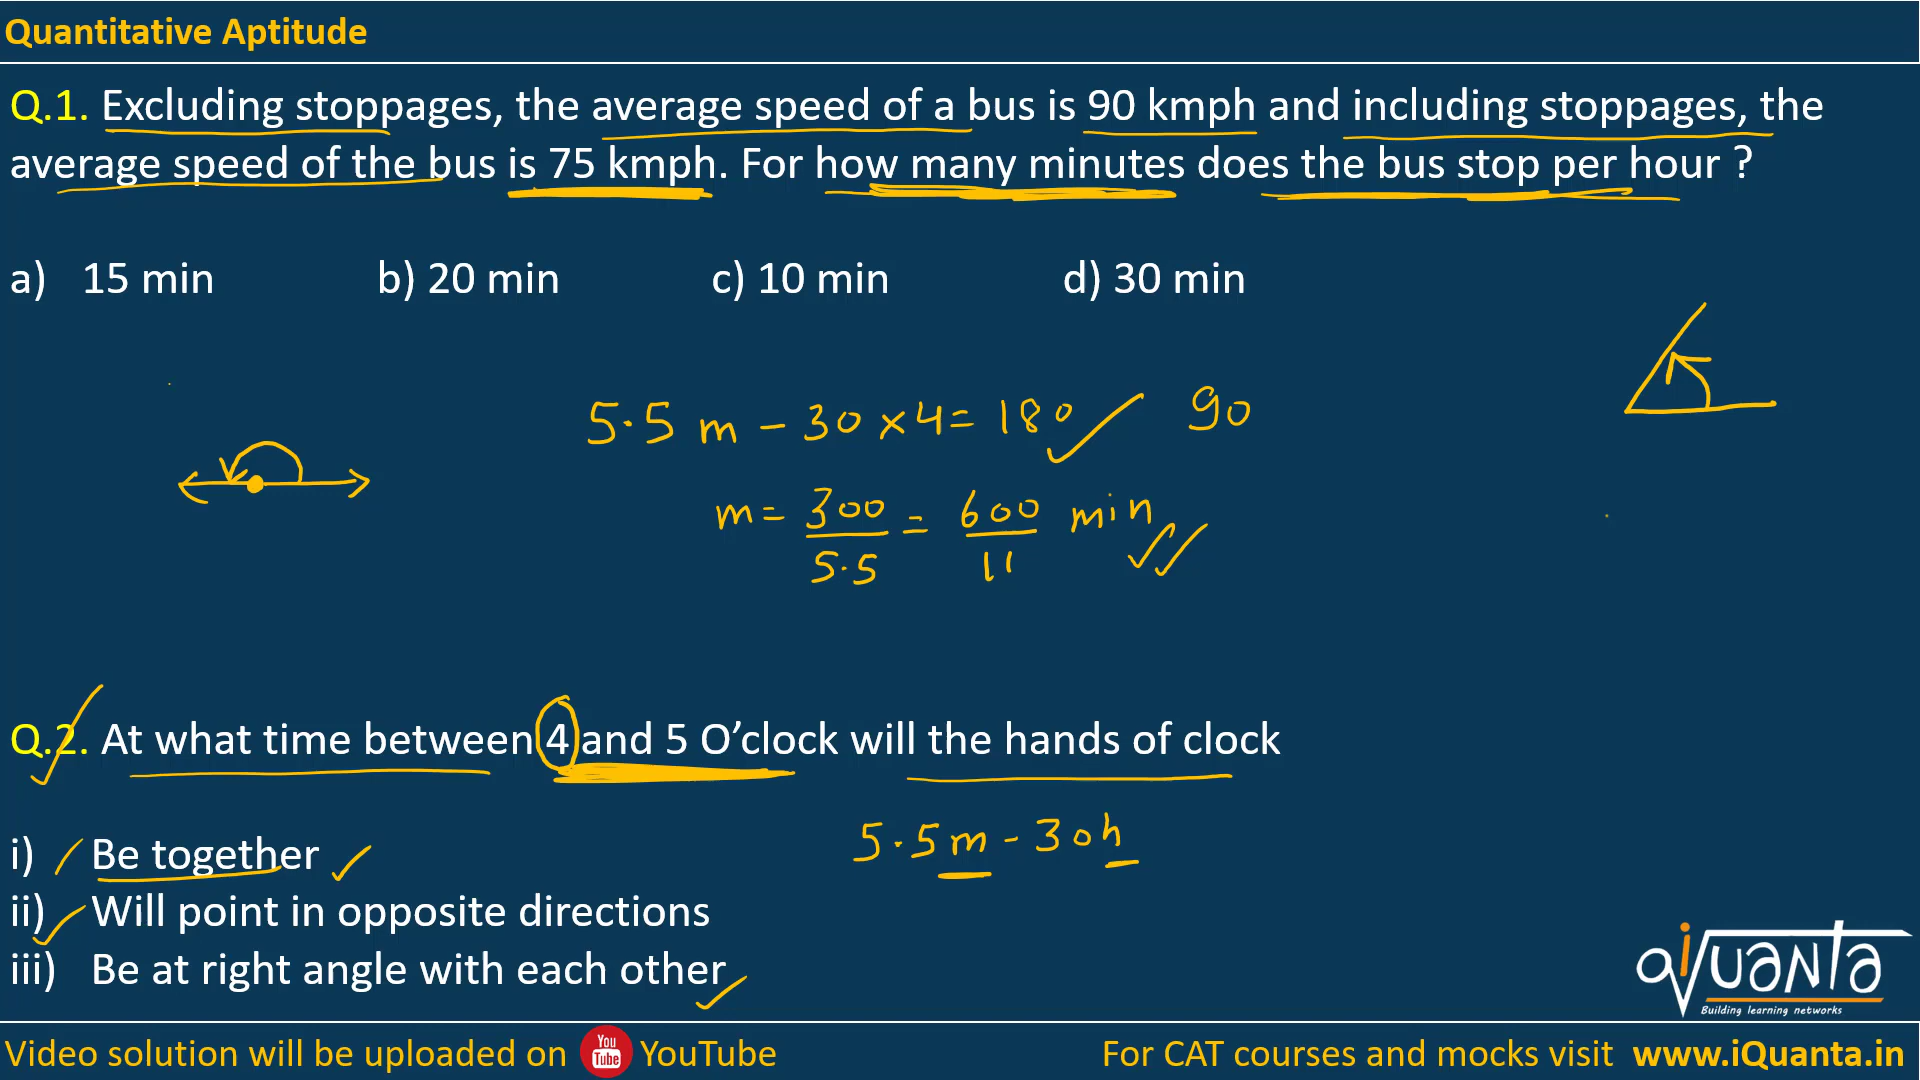 Quantitative Aptitude
Q.1. Excluding stoppages, the average speed of a bus is 90 kmph and including stoppages, the
average speed of the bus is 75 kmph. For how many minutes does the bus stop per hour ?
a) 15 min b) 20 min c) 10 min d) 30 min
5.5 m - 30 × 4 = 180 90
m = 300/5.5 = 600/11 min
Q.2. At what time between 4 and 5 O’clock will the hands of clock
5.5m - 30h
i) Be together
ii) Will point in opposite directions
iii) Be at right angle with each other
iQuanta
Building learning networks
Video solution will be uploaded on You Tube YouTube For CAT courses and mocks visit www.iQuanta.in